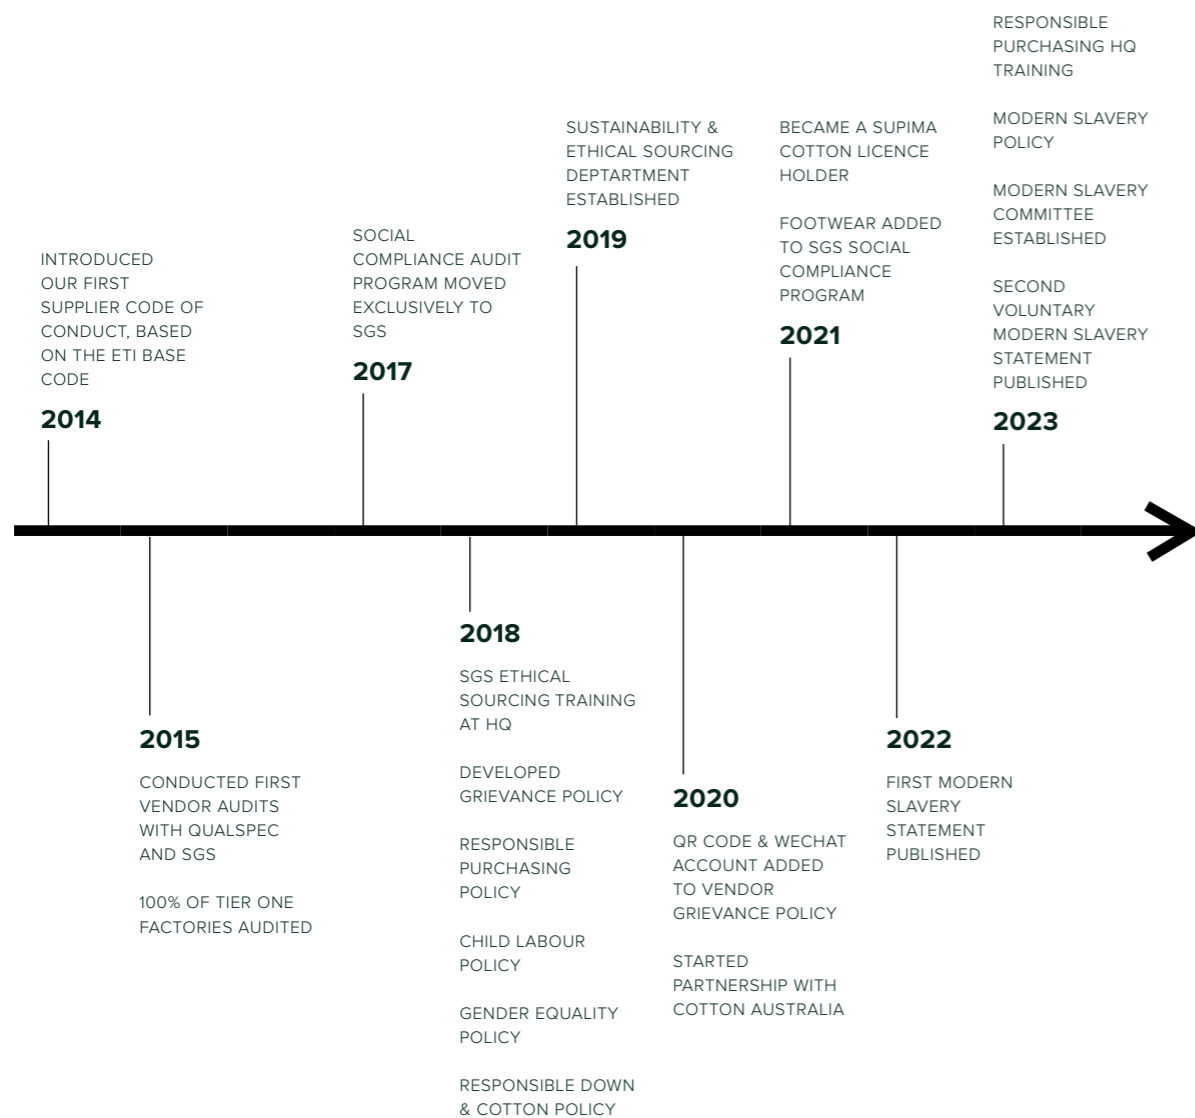 INTRODUCED
OUR FIRST
SUPPLIER CODE OF
CONDUCT, BASED
ON THE ETI BASE
CODE
2014
CONDUCTED FIRST
VENDOR AUDITS
WITH QUALSPEC
AND SGS
100% OF TIER ONE
FACTORIES AUDITED
2015
SOCIAL
COMPLIANCE AUDIT
PROGRAM MOVED
EXCLUSIVELY TO
SGS
2017
2018
SGS ETHICAL
SOURCING TRAINING
AT HQ
DEVELOPED
GRIEVANCE POLICY
RESPONSIBLE
PURCHASING
POLICY
CHILD LABOUR
POLICY
GENDER EQUALITY
POLICY
RESPONSIBLE DOWN
& COTTON POLICY
SUSTAINABILITY &
ETHICAL SOURCING
DEPTARTMENT
ESTABLISHED
2019
2020
QR CODE & WECHAT
ACCOUNT ADDED
TO VENDOR
GRIEVANCE POLICY
STARTED
PARTNERSHIP WITH
COTTON AUSTRALIA
BECAME A SUPIMA
COTTON LICENCE
HOLDER
FOOTWEAR ADDED
TO SGS SOCIAL
COMPLIANCE
PROGRAM
2021
2022
FIRST MODERN
SLAVERY
STATEMENT
PUBLISHED
RESPONSIBLE
PURCHASING HQ
TRAINING
MODERN SLAVERY
POLICY
MODERN SLAVERY
COMMITTEE
ESTABLISHED
SECOND
VOLUNTARY
MODERN SLAVERY
STATEMENT
PUBLISHED
2023